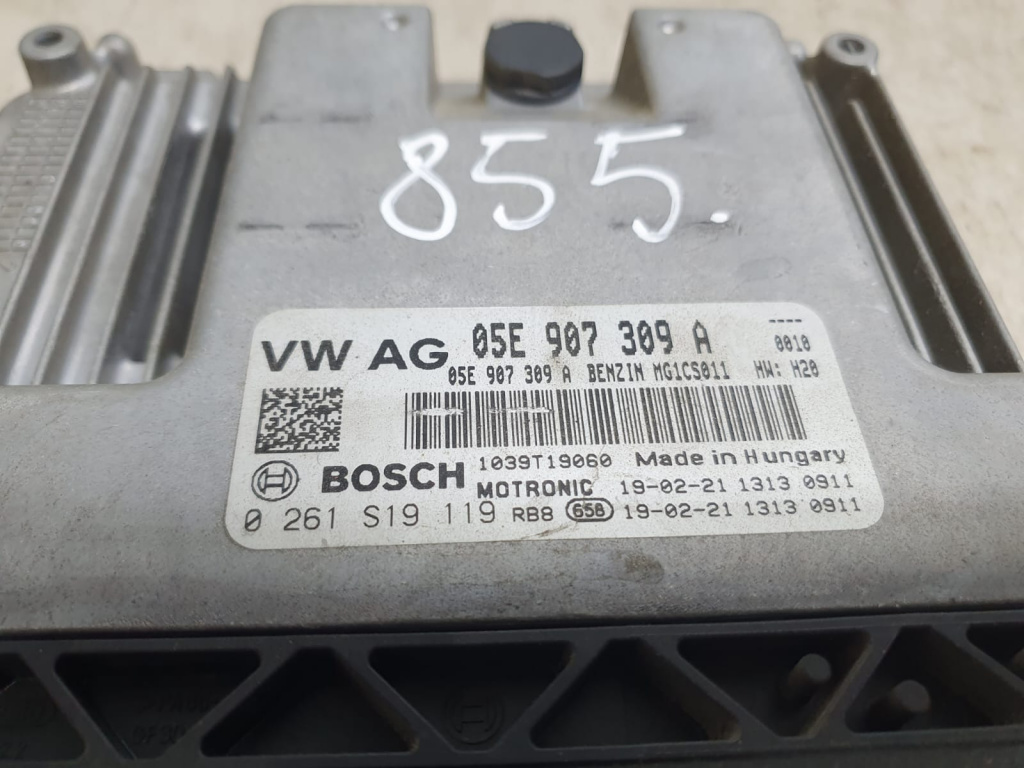 855.
VW AG 05E 907 309 A ----
0010
05E 907 309 A BENZIN MG1CS011 HW: H20
BOSCH 1039T19060 Made in Hungary
MOTRONIC 19-02-21 1313 0911
0 261 S19 119 RB8 658 19-02-21 1313 0911